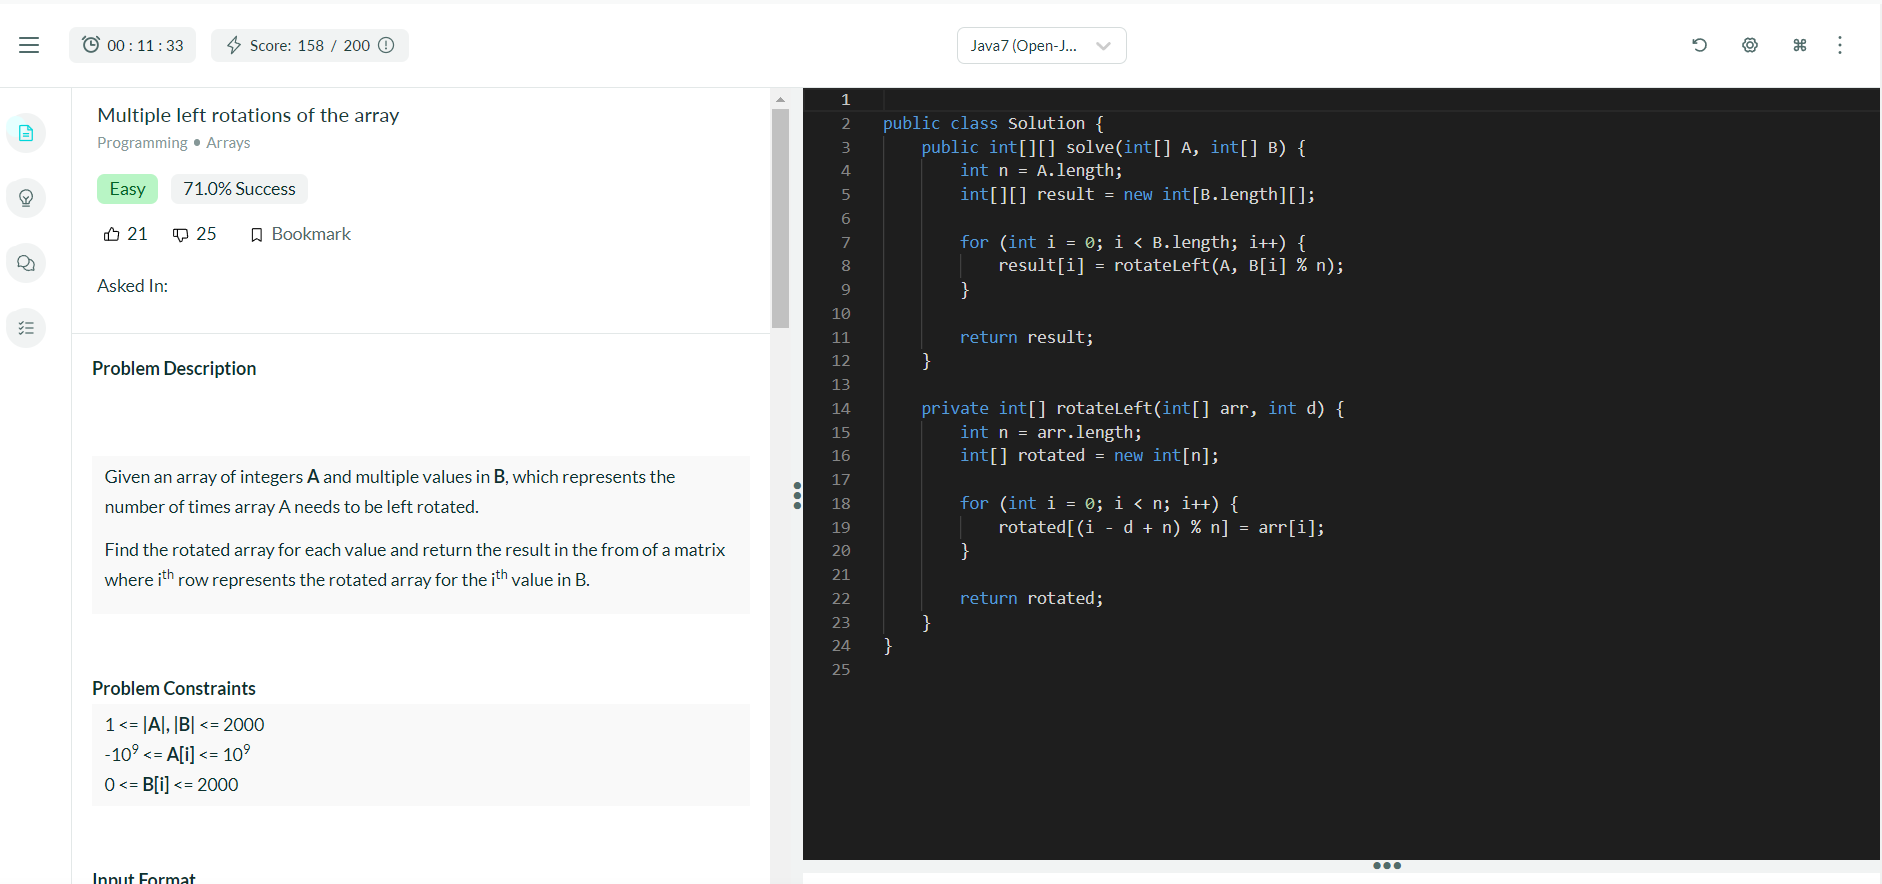 00 : 11 : 33
Score: 158 / 200
Java7 (Open-J...
Multiple left rotations of the array
Programming • Arrays
Easy
71.0% Success
21
25
Bookmark
Asked In:
Problem Description
Given an array of integers A and multiple values in B, which represents the
number of times array A needs to be left rotated.
Find the rotated array for each value and return the result in the from of a matrix
where iᵗʰ row represents the rotated array for the iᵗʰ value in B.
Problem Constraints
1 <= |A|, |B| <= 2000
-10⁹ <= A[i] <= 10⁹
0 <= B[i] <= 2000
Input Format
1
2 public class Solution {
3     public int[][] solve(int[] A, int[] B) {
4         int n = A.length;
5         int[][] result = new int[B.length][];
6
7         for (int i = 0; i < B.length; i++) {
8             result[i] = rotateLeft(A, B[i] % n);
9         }
10
11         return result;
12     }
13
14     private int[] rotateLeft(int[] arr, int d) {
15         int n = arr.length;
16         int[] rotated = new int[n];
17
18         for (int i = 0; i < n; i++) {
19             rotated[(i - d + n) % n] = arr[i];
20         }
21
22         return rotated;
23     }
24 }
25